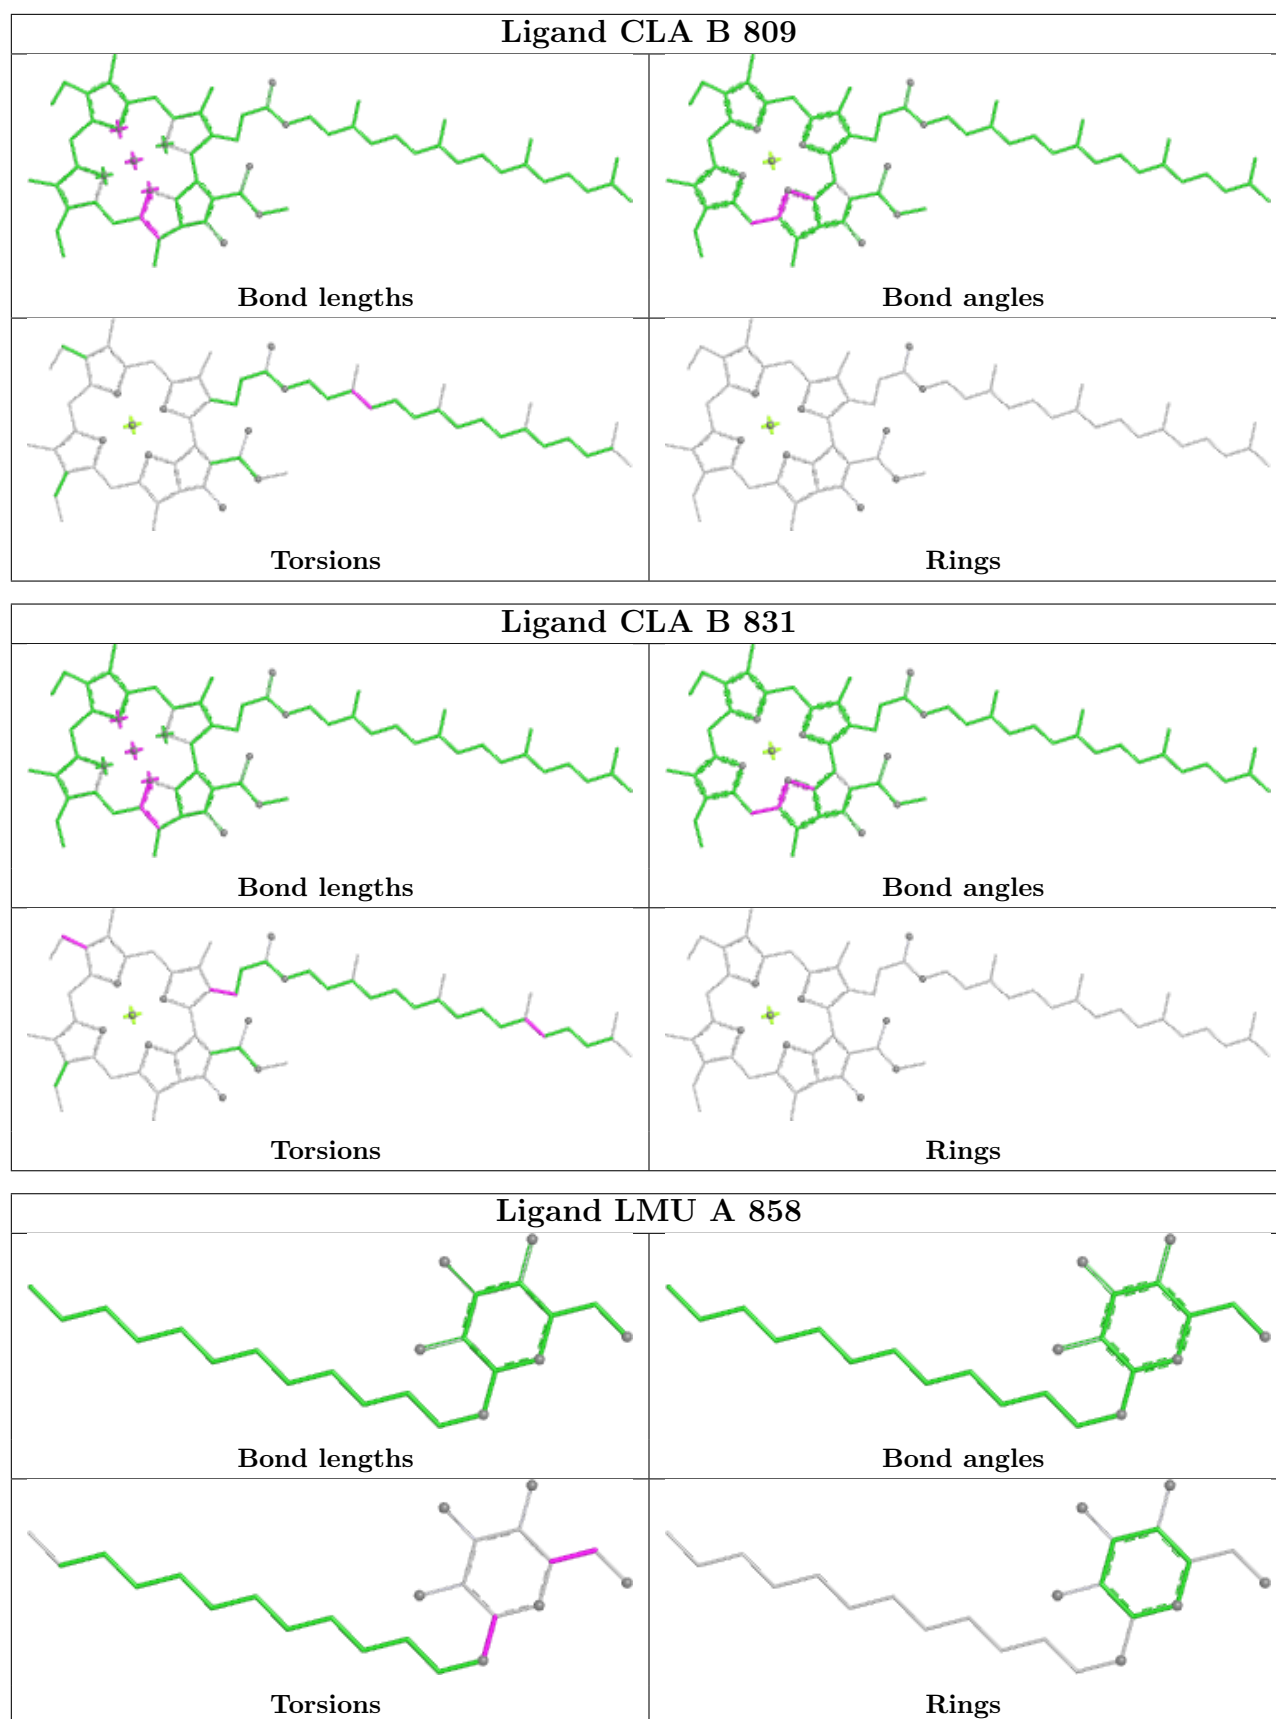 Ligand CLA B 809
Bond lengths
Bond angles
Torsions
Rings
Ligand CLA B 831
Bond lengths
Bond angles
Torsions
Rings
Ligand LMU A 858
Bond lengths
Bond angles
Torsions
Rings